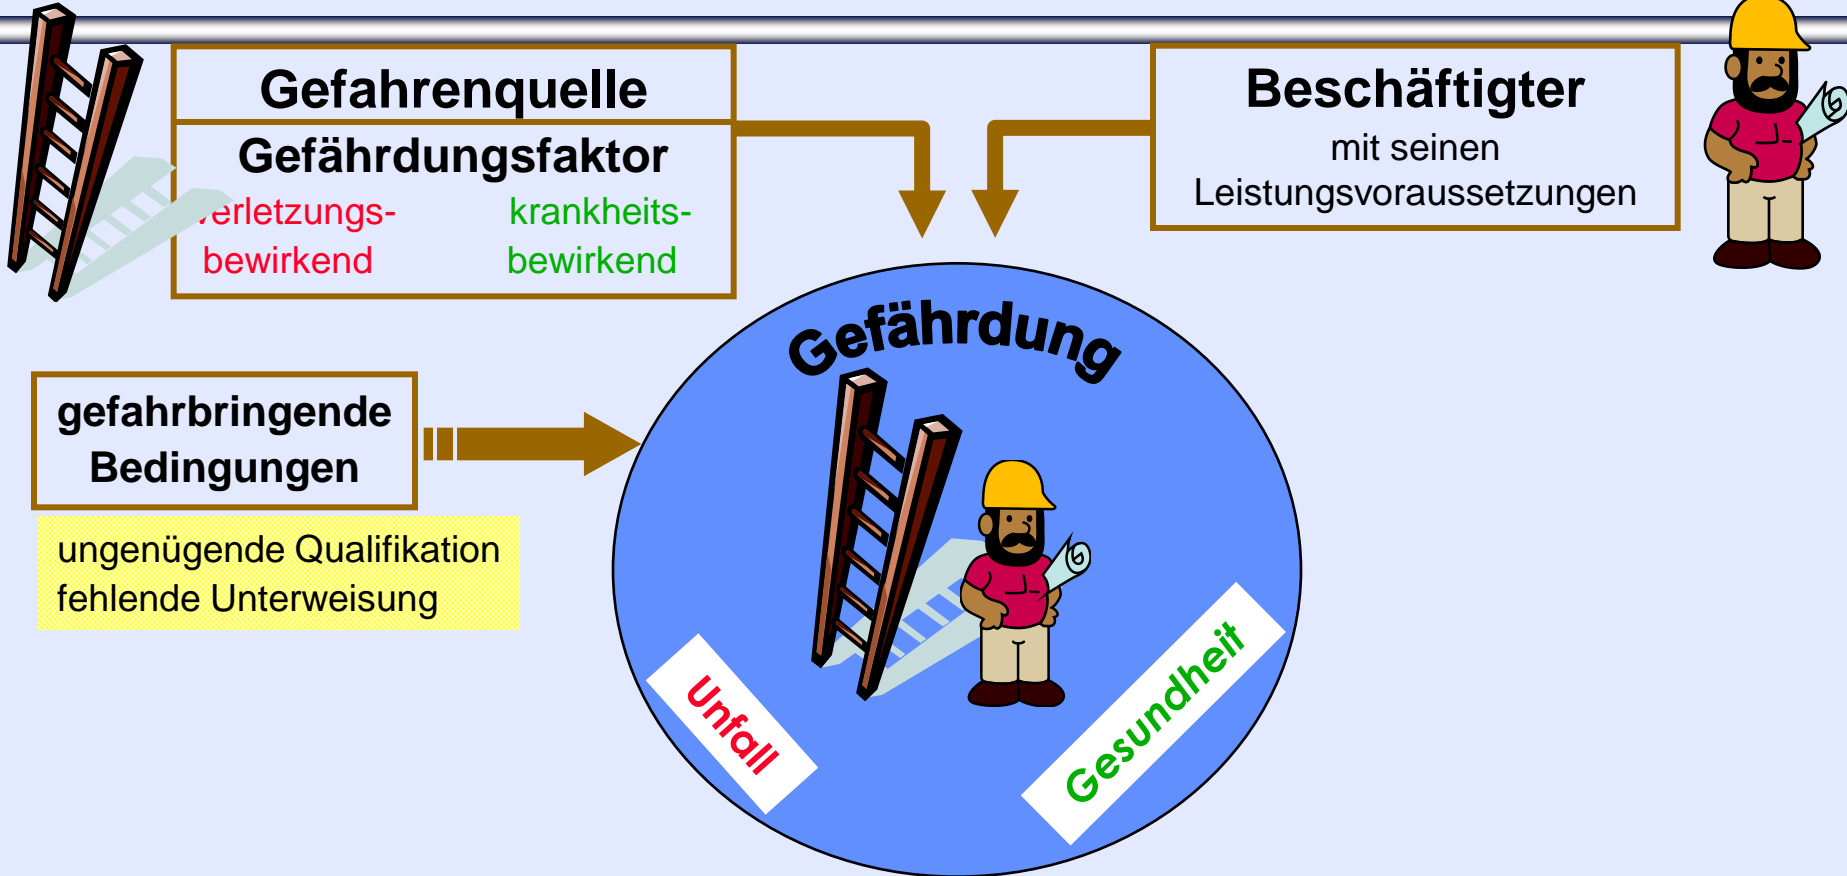 Gefahrenquelle
Gefährdungsfaktor
verletzungs-
bewirkend
krankheits-
bewirkend
Beschäftigter
mit seinen
Leistungsvoraussetzungen
Gefährdung
gefahrbringende
Bedingungen
ungenügende Qualifikation
fehlende Unterweisung
Unfall
Gesundheit